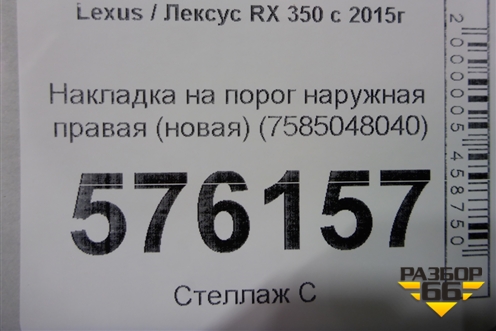 Lexus / Лексус RX 350 с 2015г
Накладка на порог наружная
правая (новая) (7585048040)
576157
Стеллаж С
2000005458750
РАЗБОР
66